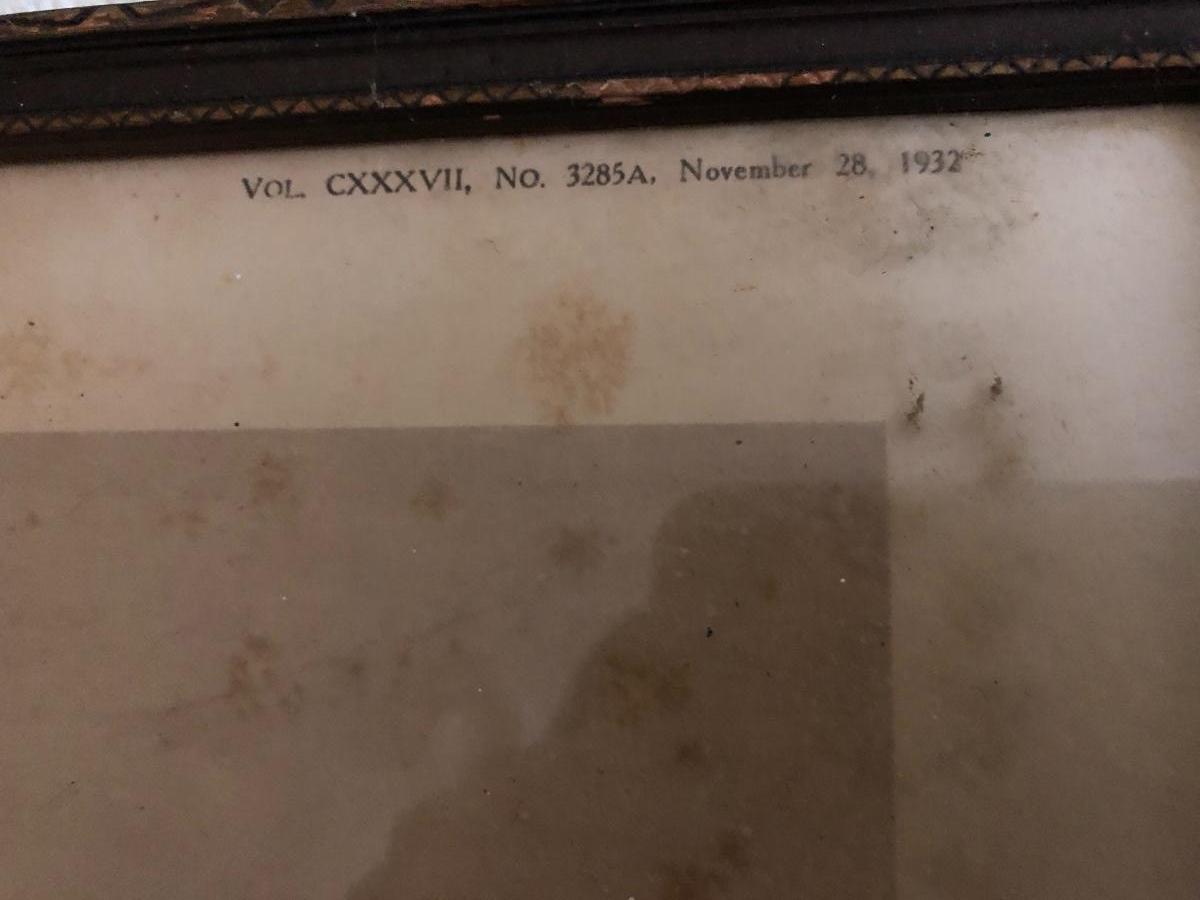 VOL. CXXXVII, NO. 3285A, November 28, 1932